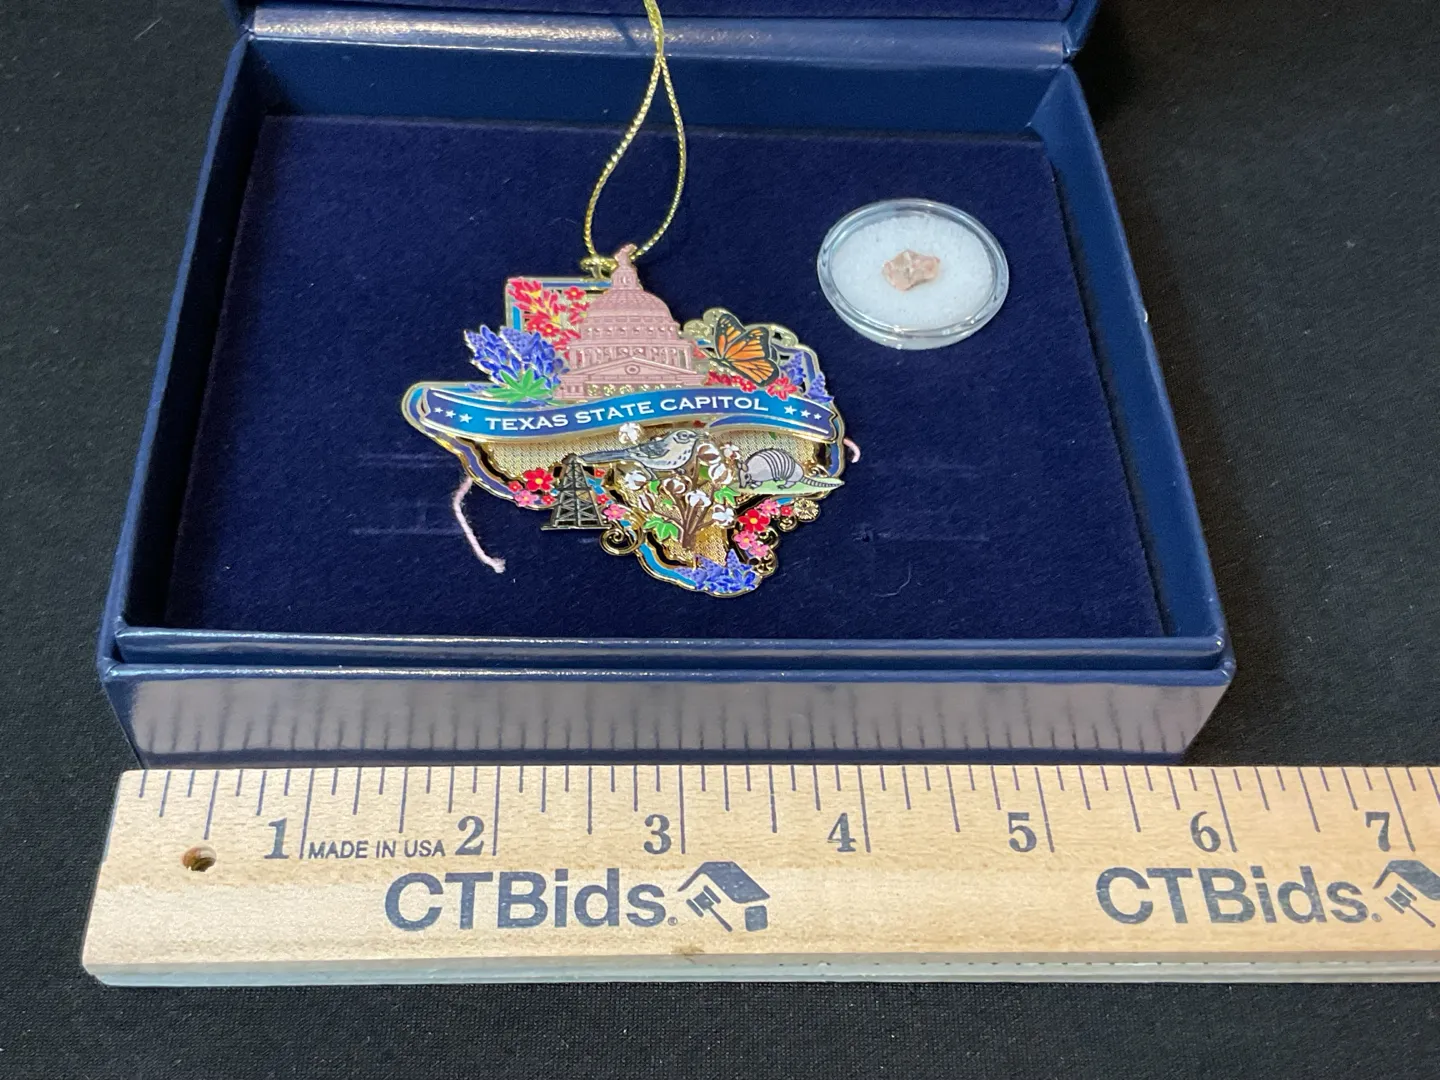 TEXAS STATE CAPITOL
1 MADE IN USA 2 3 4 5 6 7
CTBids. CTBids.